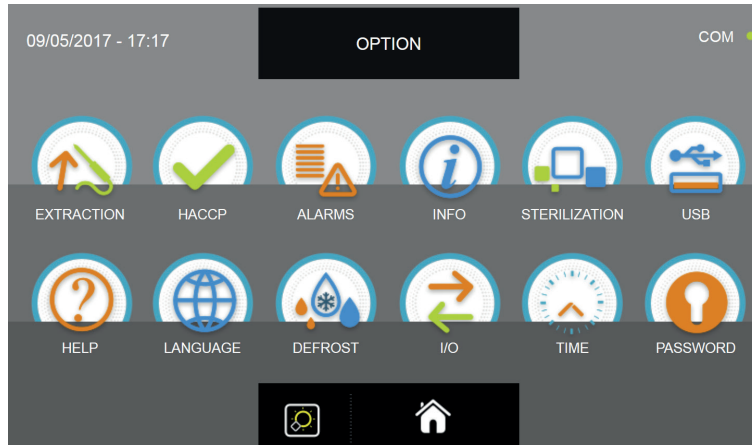 09/05/2017 - 17:17
OPTION
COM
EXTRACTION
HACCP
ALARMS
INFO
STERILIZATION
USB
HELP
LANGUAGE
DEFROST
I/O
TIME
PASSWORD